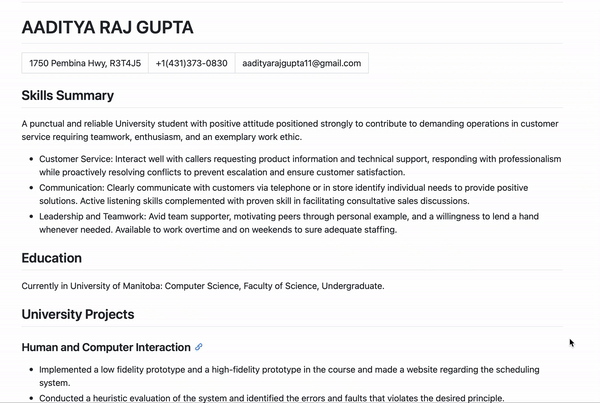 AADITYA RAJ GUPTA
1750 Pembina Hwy, R3T4J5 +1(431)373-0830 aadityarajgupta11@gmail.com
Skills Summary
A punctual and reliable University student with positive attitude positioned strongly to contribute to demanding operations in customer
service requiring teamwork, enthusiasm, and an exemplary work ethic.
• Customer Service: Interact well with callers requesting product information and technical support, responding with professionalism
while proactively resolving conflicts to prevent escalation and ensure customer satisfaction.
• Communication: Clearly communicate with customers via telephone or in store identify individual needs to provide positive
solutions. Active listening skills complemented with proven skill in facilitating consultative sales discussions.
• Leadership and Teamwork: Avid team supporter, motivating peers through personal example, and a willingness to lend a hand
whenever needed. Available to work overtime and on weekends to sure adequate staffing.
Education
Currently in University of Manitoba: Computer Science, Faculty of Science, Undergraduate.
University Projects
Human and Computer Interaction
• Implemented a low fidelity prototype and a high-fidelity prototype in the course and made a website regarding the scheduling
system.
• Conducted a heuristic evaluation of the system and identified the errors and faults that violates the desired principle.